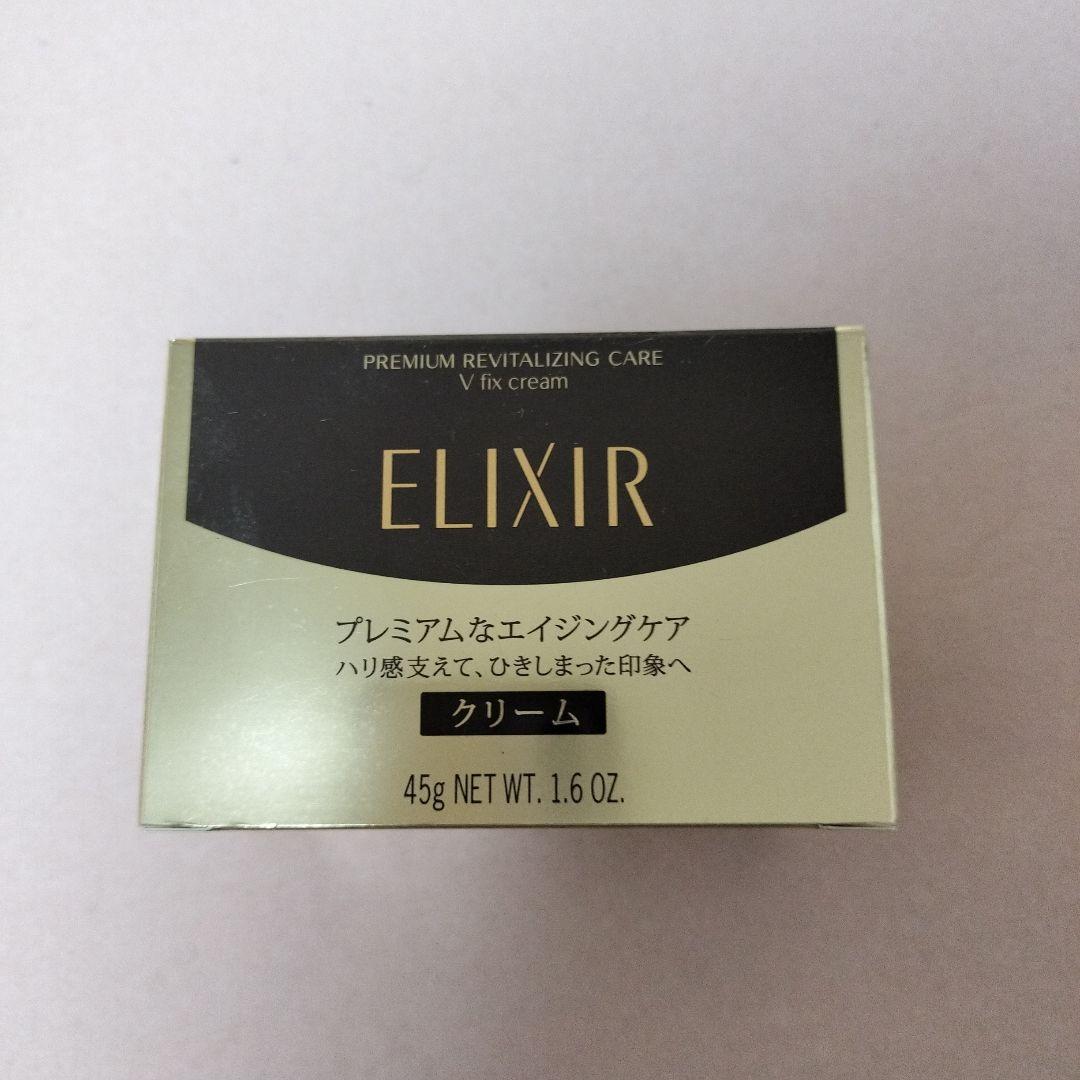 PREMIUM REVITALIZING CARE
V fix cream
ELIXIR
プレミアムなエイジングケア
ハリ感支えて、ひきしまった印象へ
クリーム
45g NET WT. 1.6 OZ.